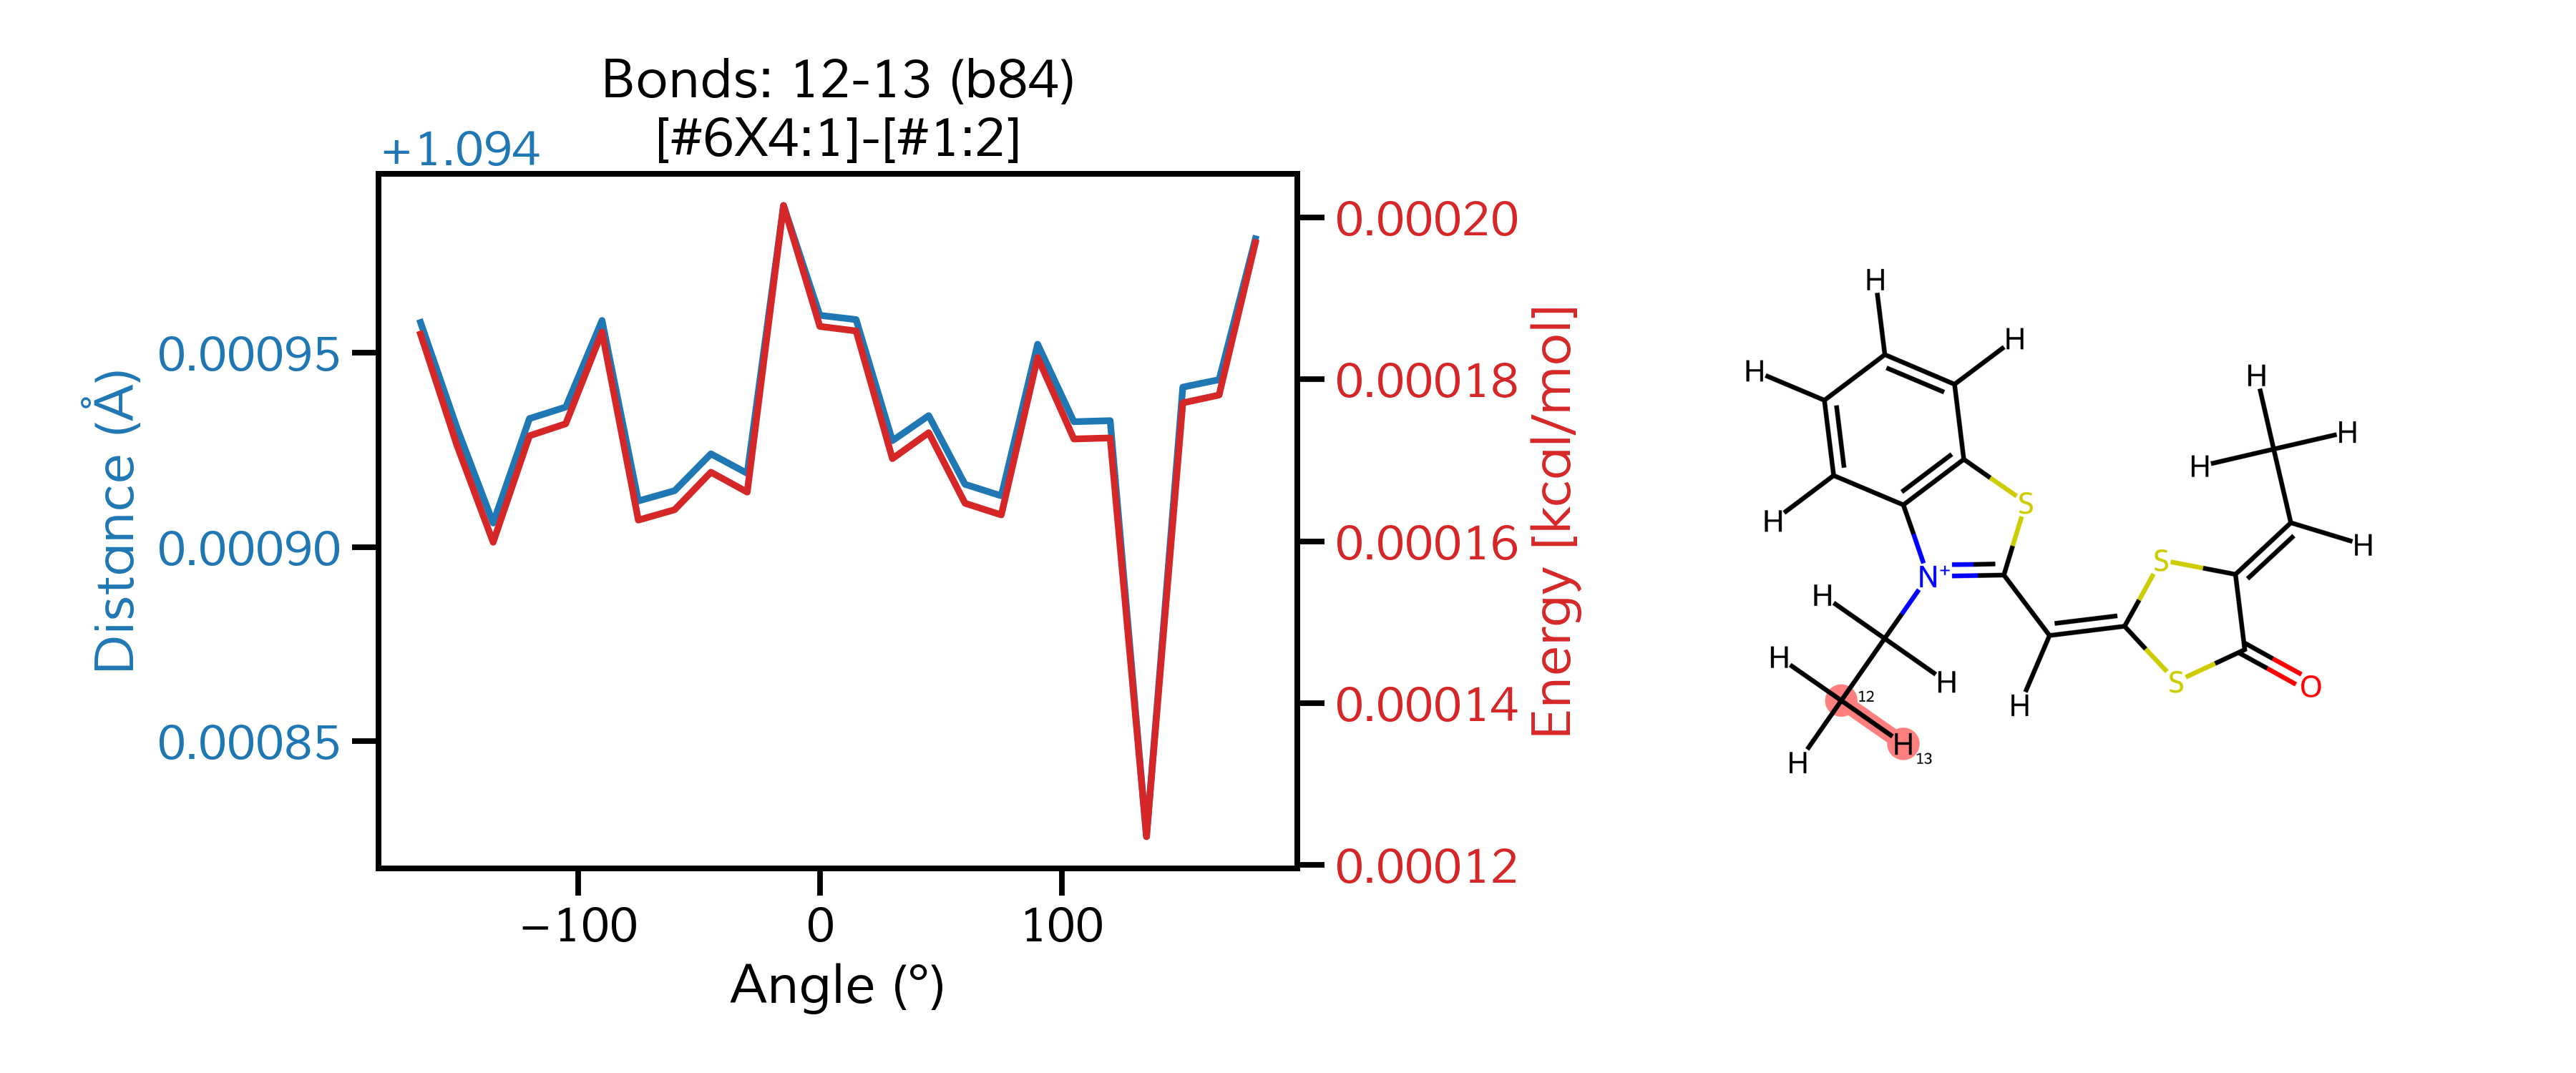 Bonds: 12-13 (b84)
[#6X4:1]-[#1:2]
+1.094
0.00095
0.00090
0.00085
Distance (Å)
0.00020
0.00018
0.00016
0.00014
0.00012
Energy [kcal/mol]
−100 0 100
Angle (°)
H
H
H
H
H
H
H
S
H
H
S
N+
H
H
H
S
O
12
H
H
13
H